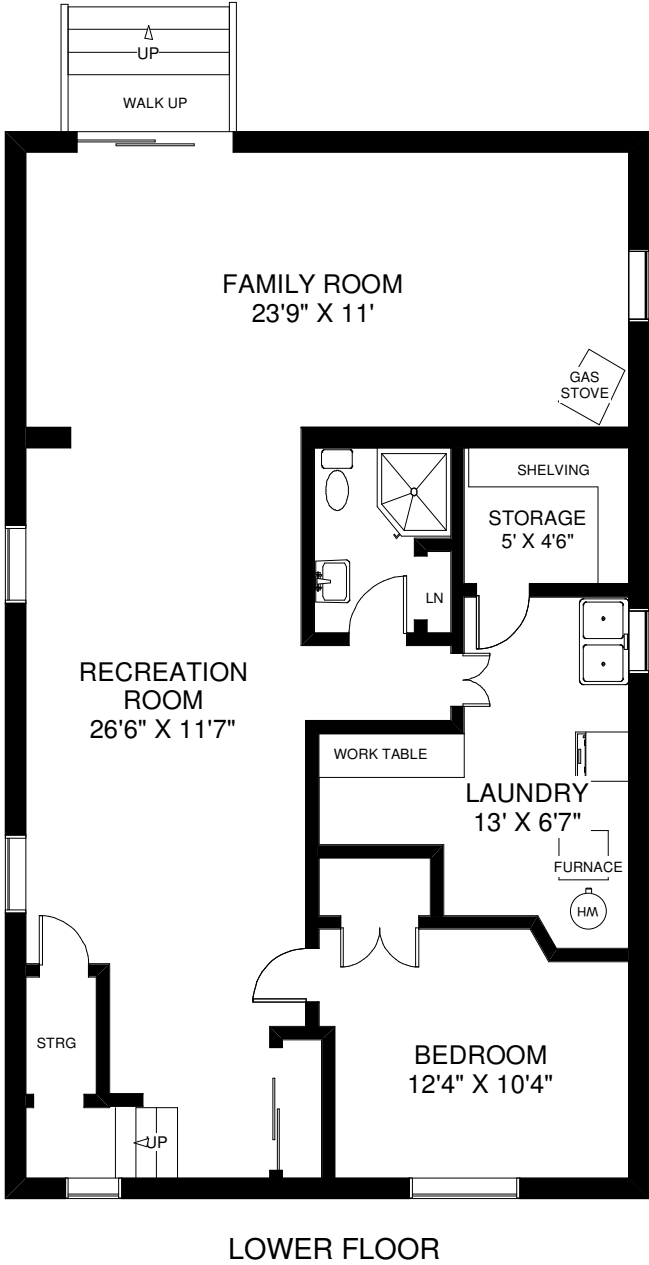 UP
WALK UP
FAMILY ROOM
23'9" X 11'
GAS
STOVE
SHELVING
STORAGE
5' X 4'6"
LN
RECREATION
ROOM
26'6" X 11'7"
WORK TABLE
LAUNDRY
13' X 6'7"
FURNACE
HW
STRG
BEDROOM
12'4" X 10'4"
UP
LOWER FLOOR